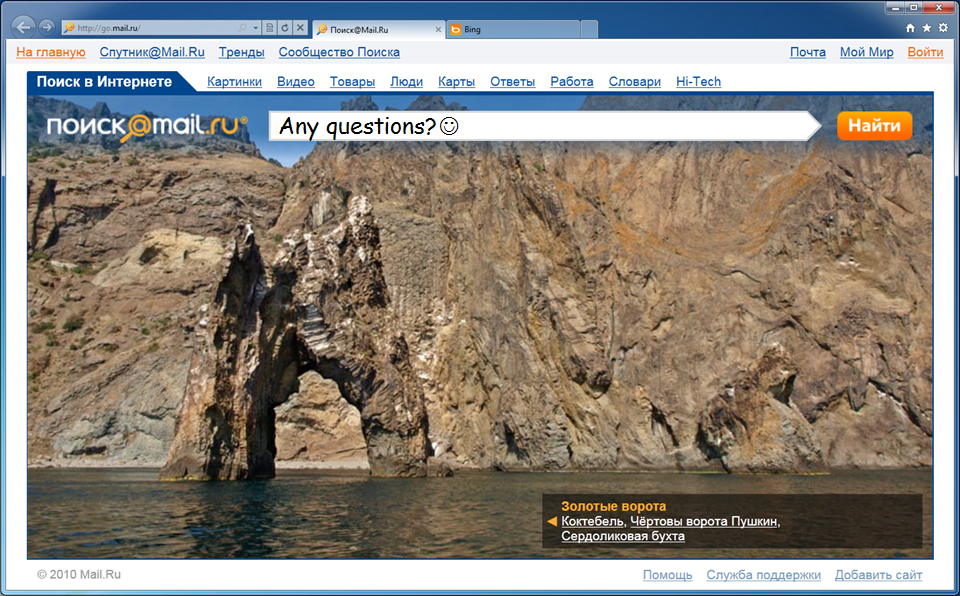 http://go.mail.ru/
Поиск@Mail.Ru
Bing
На главную Спутник@Mail.Ru Тренды Сообщество Поиска Почта Мой Мир Войти
Поиск в Интернете Картинки Видео Товары Люди Карты Ответы Работа Словари Hi-Tech
поиск@mail.ru® Any questions?☺ Найти
Золотые ворота
Коктебель, Чёртовы ворота Пушкин,
Сердоликовая бухта
© 2010 Mail.Ru Помощь Служба поддержки Добавить сайт